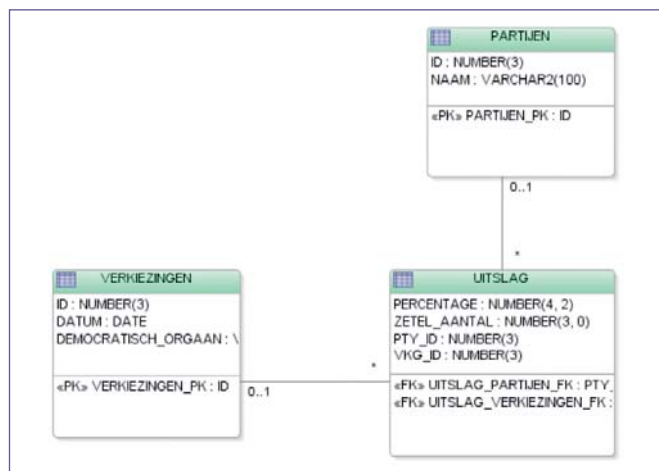 PARTIJEN
ID : NUMBER(3)
NAAM : VARCHAR2(100)
«PK» PARTIJEN_PK : ID
0..1
*
VERKIEZINGEN
ID : NUMBER(3)
DATUM : DATE
DEMOCRATISCH_ORGAAN : V
«PK» VERKIEZINGEN_PK : ID
0..1
*
UITSLAG
PERCENTAGE : NUMBER(4, 2)
ZETEL_AANTAL : NUMBER(3, 0)
PTY_ID : NUMBER(3)
VKG_ID : NUMBER(3)
«FK» UITSLAG_PARTIJEN_FK : PTY_
«FK» UITSLAG_VERKIEZINGEN_FK :